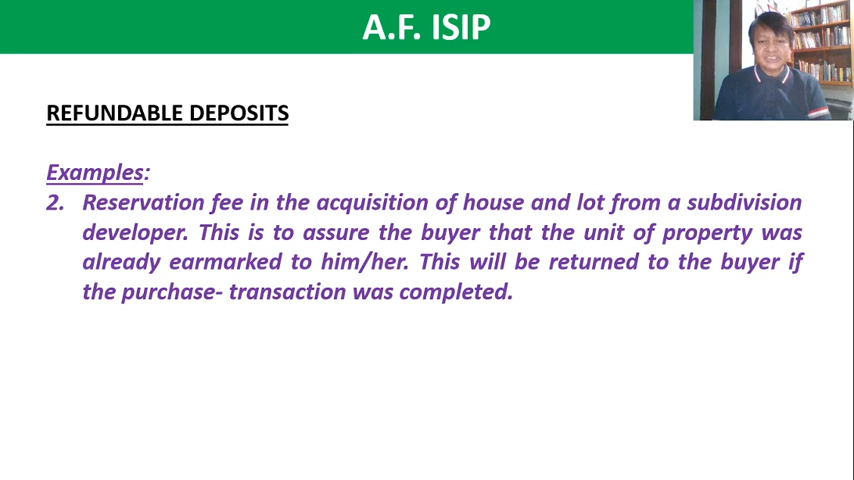 A.F. ISIP
REFUNDABLE DEPOSITS
Examples:
2. Reservation fee in the acquisition of house and lot from a subdivision
developer. This is to assure the buyer that the unit of property was
already earmarked to him/her. This will be returned to the buyer if
the purchase- transaction was completed.